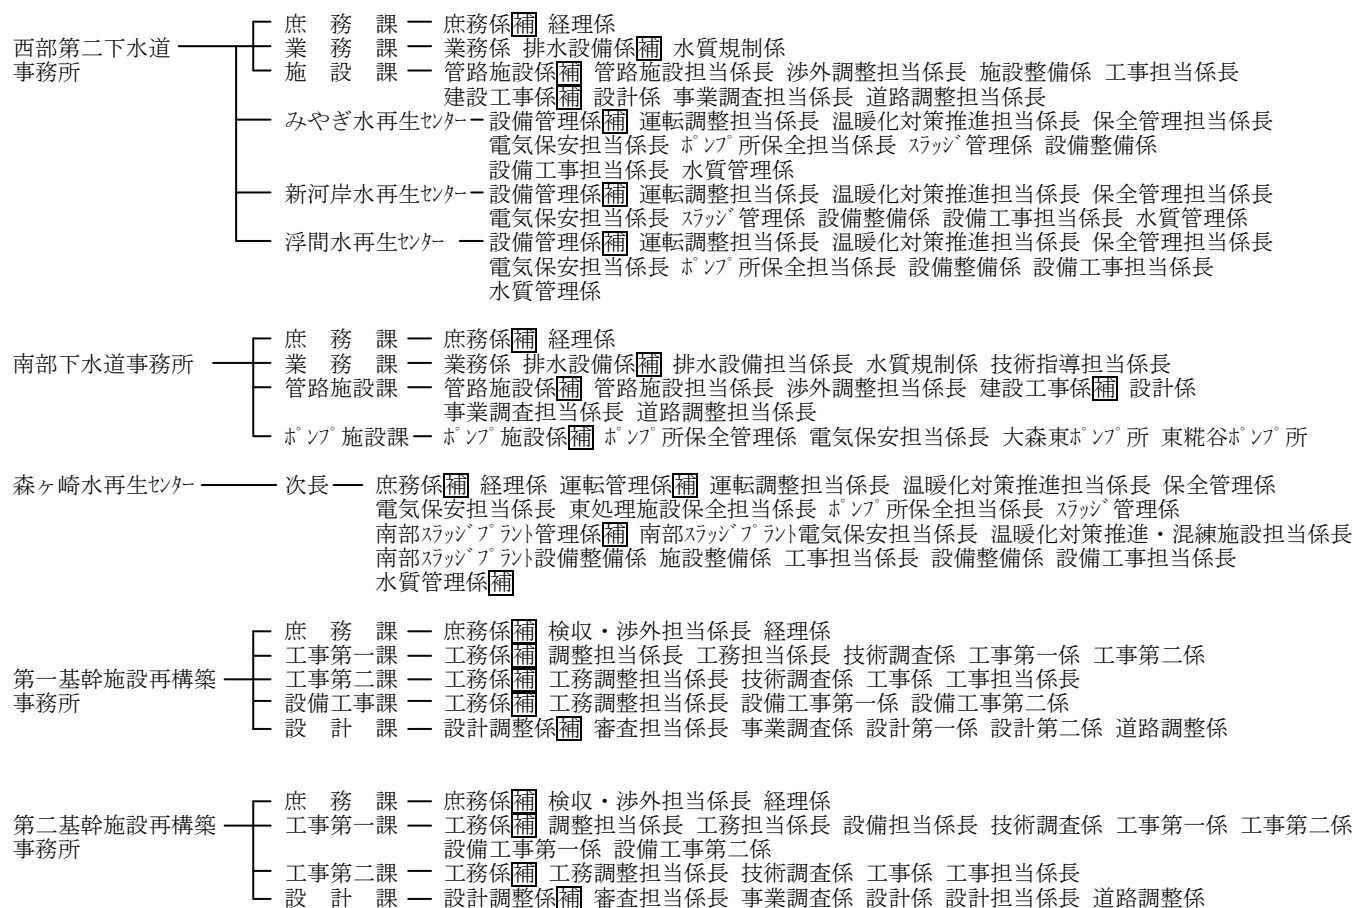 庶務課 ― 庶務係補 経理係
西部第二下水道事務所
業務課 ― 業務係 排水設備係補 水質規制係
施設課 ― 管路施設係補 管路施設担当係長 渉外調整担当係長 施設整備係 工事担当係長
建設工事係補 設計係 事業調査担当係長 道路調整担当係長
みやぎ水再生ｾﾝﾀｰ ― 設備管理係補 運転調整担当係長 温暖化対策推進担当係長 保全管理担当係長
電気保安担当係長 ﾎﾟﾝﾌﾟ所保全担当係長 ｽﾗｯｼﾞ管理係 設備整備係
設備工事担当係長 水質管理係
新河岸水再生ｾﾝﾀｰ ― 設備管理係補 運転調整担当係長 温暖化対策推進担当係長 保全管理担当係長
電気保安担当係長 ｽﾗｯｼﾞ管理係 設備整備係 設備工事担当係長 水質管理係
浮間水再生ｾﾝﾀｰ ― 設備管理係補 運転調整担当係長 温暖化対策推進担当係長 保全管理担当係長
電気保安担当係長 ﾎﾟﾝﾌﾟ所保全担当係長 設備整備係 設備工事担当係長
水質管理係
庶務課 ― 庶務係補 経理係
南部下水道事務所
業務課 ― 業務係 排水設備係補 排水設備担当係長 水質規制係 技術指導担当係長
管路施設課 ― 管路施設係補 管路施設担当係長 渉外調整担当係長 建設工事係補 設計係
事業調査担当係長 道路調整担当係長
ﾎﾟﾝﾌﾟ施設課 ― ﾎﾟﾝﾌﾟ施設係補 ﾎﾟﾝﾌﾟ所保全管理係 電気保安担当係長 大森東ﾎﾟﾝﾌﾟ所 東糀谷ﾎﾟﾝﾌﾟ所
森ヶ崎水再生ｾﾝﾀｰ ― 次長 ― 庶務係補 経理係 運転管理係補 運転調整担当係長 温暖化対策推進担当係長 保全管理係
電気保安担当係長 東処理施設保全担当係長 ﾎﾟﾝﾌﾟ所保全担当係長 ｽﾗｯｼﾞ管理係
南部ｽﾗｯｼﾞﾌﾟﾗﾝﾄ管理係補 南部ｽﾗｯｼﾞﾌﾟﾗﾝﾄ電気保安担当係長 温暖化対策推進・混練施設担当係長
南部ｽﾗｯｼﾞﾌﾟﾗﾝﾄ設備整備係 施設整備係 工事担当係長 設備整備係 設備工事担当係長
水質管理係補
庶務課 ― 庶務係補 検収・渉外担当係長 経理係
工事第一課 ― 工務係補 調整担当係長 工務担当係長 技術調査係 工事第一係 工事第二係
第一基幹施設再構築事務所
工事第二課 ― 工務係補 工務調整担当係長 技術調査係 工事係 工事担当係長
設備工事課 ― 工務係補 工務調整担当係長 設備工事第一係 設備工事第二係
設計課 ― 設計調整係補 審査担当係長 事業調査係 設計第一係 設計第二係 道路調整係
庶務課 ― 庶務係補 検収・渉外担当係長 経理係
第二基幹施設再構築事務所
工事第一課 ― 工務係補 調整担当係長 工務担当係長 設備担当係長 技術調査係 工事第一係 工事第二係
設備工事第一係 設備工事第二係
工事第二課 ― 工務係補 工務調整担当係長 技術調査係 工事係 工事担当係長
設計課 ― 設計調整係補 審査担当係長 事業調査係 設計係 設計担当係長 道路調整係